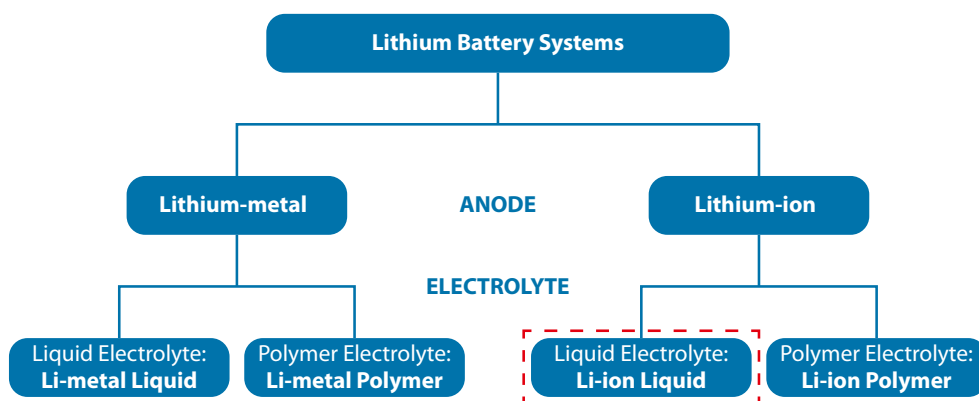 Lithium Battery Systems
Lithium-metal
ANODE
Lithium-ion
ELECTROLYTE
Liquid Electrolyte:
Li-metal Liquid
Polymer Electrolyte:
Li-metal Polymer
Liquid Electrolyte:
Li-ion Liquid
Polymer Electrolyte:
Li-ion Polymer